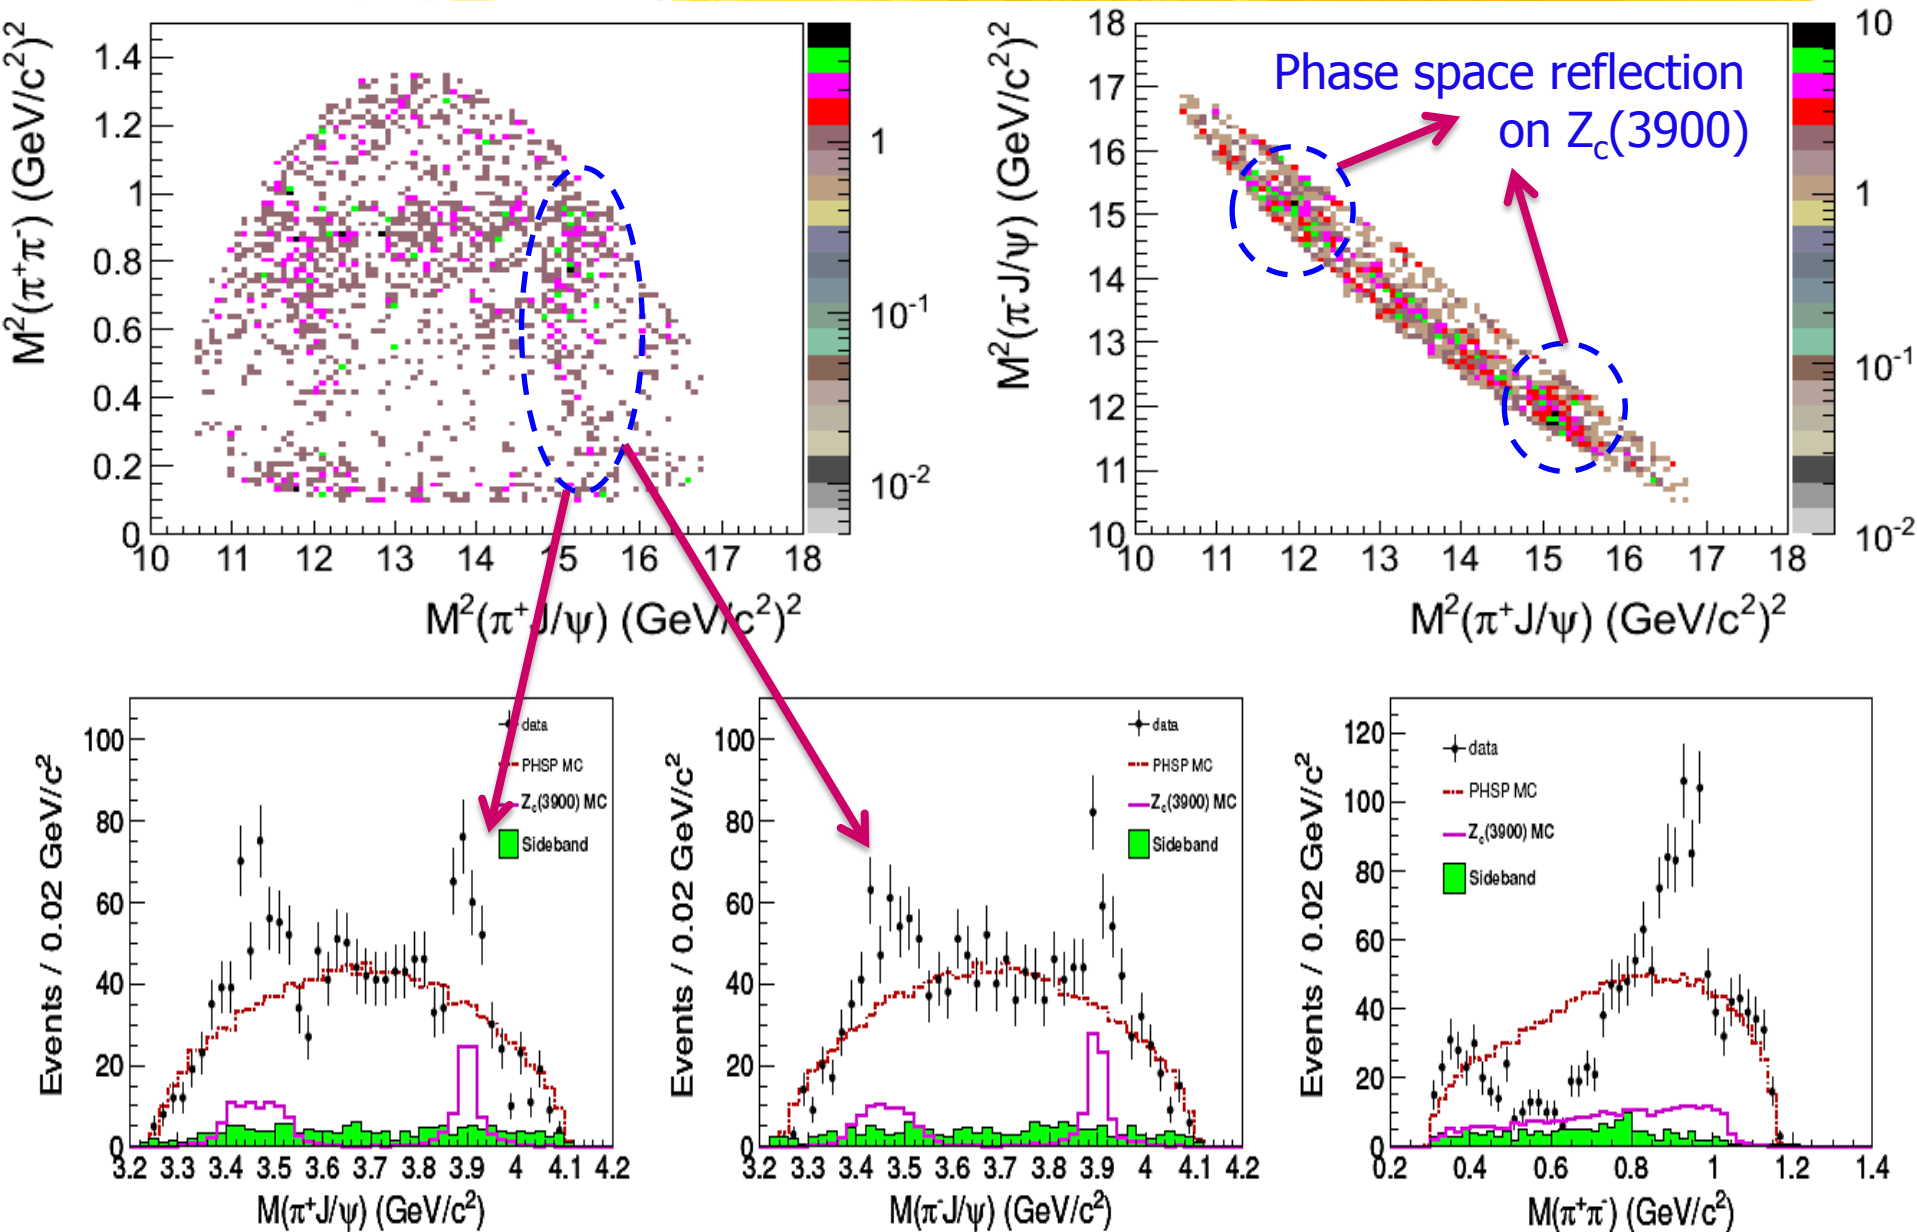 M²(π⁺π⁻) (GeV/c²)²
1.4
1.2
1
0.8
0.6
0.4
0.2
0
10 11 12 13 14 15 16 17 18
M²(π⁺J/ψ) (GeV/c²)²
1
10⁻¹
10⁻²
M²(π⁻J/ψ) (GeV/c²)²
18
17
16
15
14
13
12
11
10
10 11 12 13 14 15 16 17 18
M²(π⁺J/ψ) (GeV/c²)²
Phase space reflection
on Zc(3900)
10
1
10⁻¹
10⁻²
Events / 0.02 GeV/c²
100
80
60
40
20
0
3.2 3.3 3.4 3.5 3.6 3.7 3.8 3.9 4 4.1 4.2
M(π⁺J/ψ) (GeV/c²)
data
PHSP MC
Zc(3900) MC
Sideband
Events / 0.02 GeV/c²
100
80
60
40
20
0
3.2 3.3 3.4 3.5 3.6 3.7 3.8 3.9 4 4.1 4.2
M(π⁻J/ψ) (GeV/c²)
data
PHSP MC
Zc(3900) MC
Sideband
Events / 0.02 GeV/c²
120
100
80
60
40
20
0
0.2 0.4 0.6 0.8 1 1.2 1.4
M(π⁺π⁻) (GeV/c²)
data
PHSP MC
Zc(3900) MC
Sideband